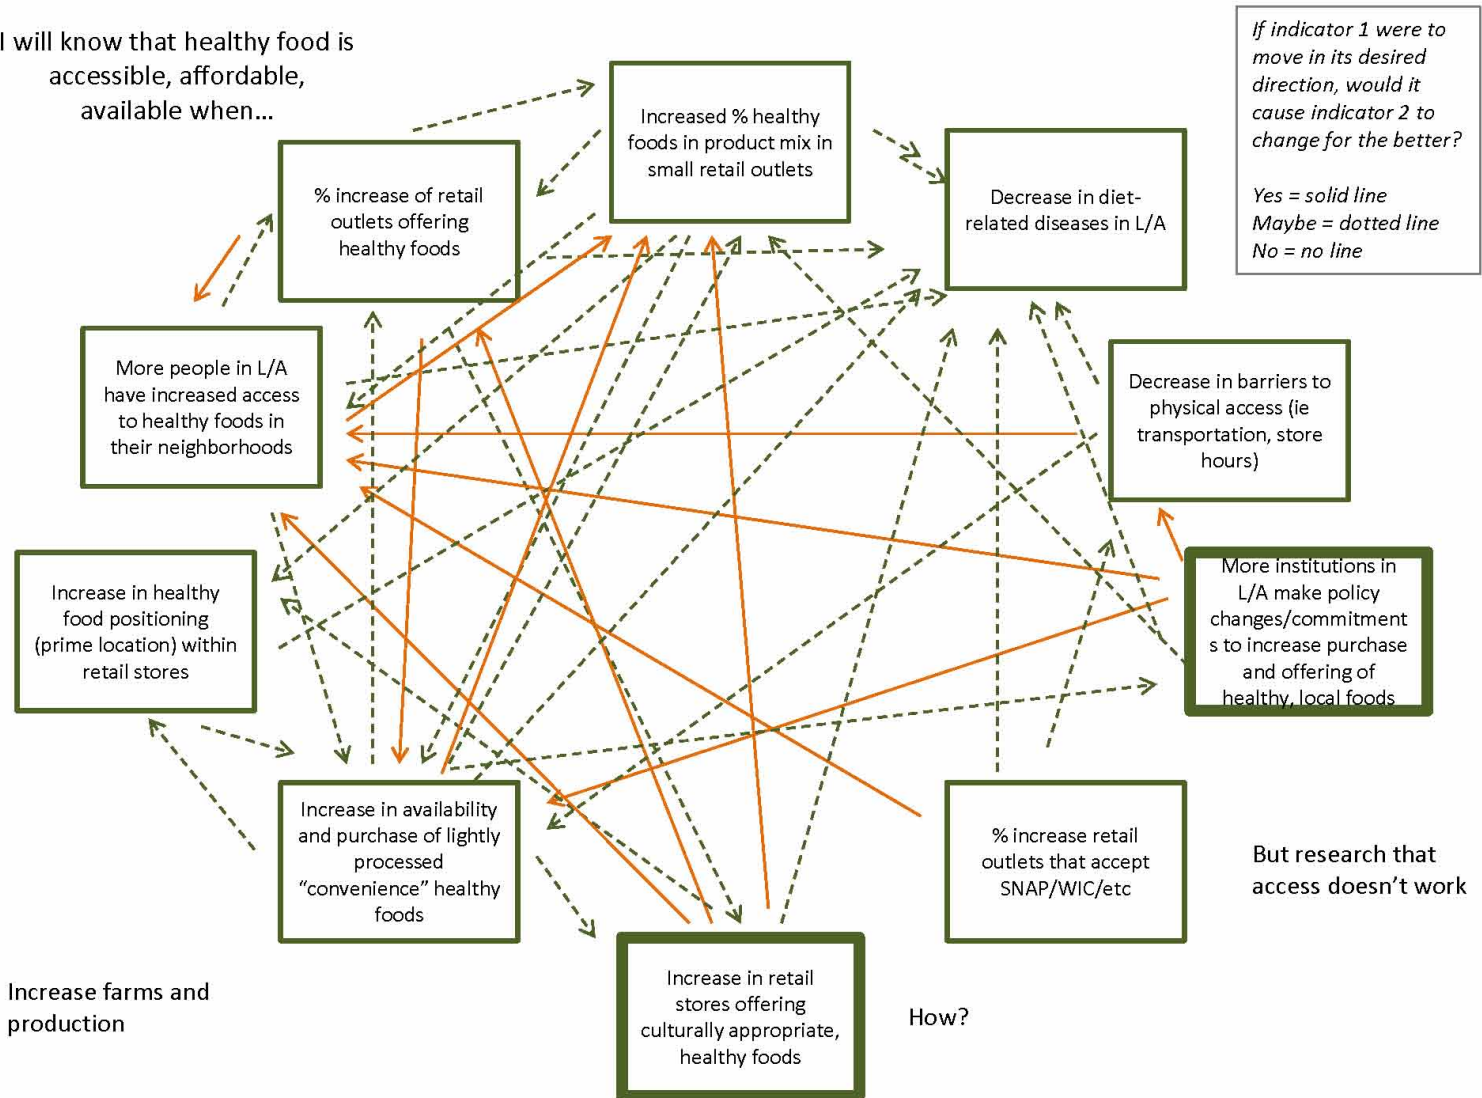 I will know that healthy food is
accessible, affordable,
available when...
If indicator 1 were to
move in its desired
direction, would it
cause indicator 2 to
change for the better?
Yes = solid line
Maybe = dotted line
No = no line
Increased % healthy
foods in product mix in
small retail outlets
% increase of retail
outlets offering
healthy foods
Decrease in diet-
related diseases in L/A
More people in L/A
have increased access
to healthy foods in
their neighborhoods
Decrease in barriers to
physical access (ie
transportation, store
hours)
Increase in healthy
food positioning
(prime location) within
retail stores
More institutions in
L/A make policy
changes/commitment
s to increase purchase
and offering of
healthy, local foods
Increase in availability
and purchase of lightly
processed
“convenience” healthy
foods
% increase retail
outlets that accept
SNAP/WIC/etc
But research that
access doesn’t work
Increase in retail
stores offering
culturally appropriate,
healthy foods
How?
Increase farms and
production